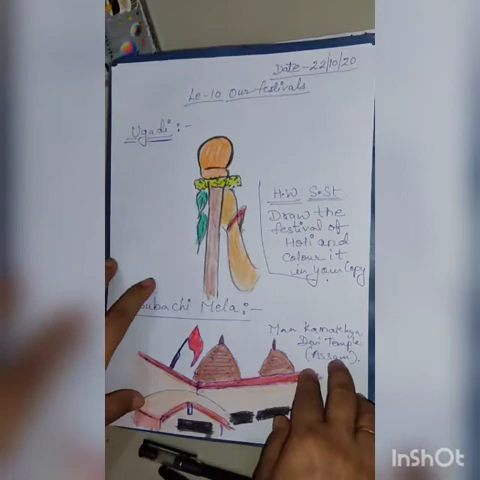 Date-22/10/20
Le-10 Our festivals
Ugadi :-
H.W S.St
Draw the
festival of
Holi and
Colour it
in your Copy
Mela :-
Maa Kamakhya
Devi Temple
(Assam).
InShOt